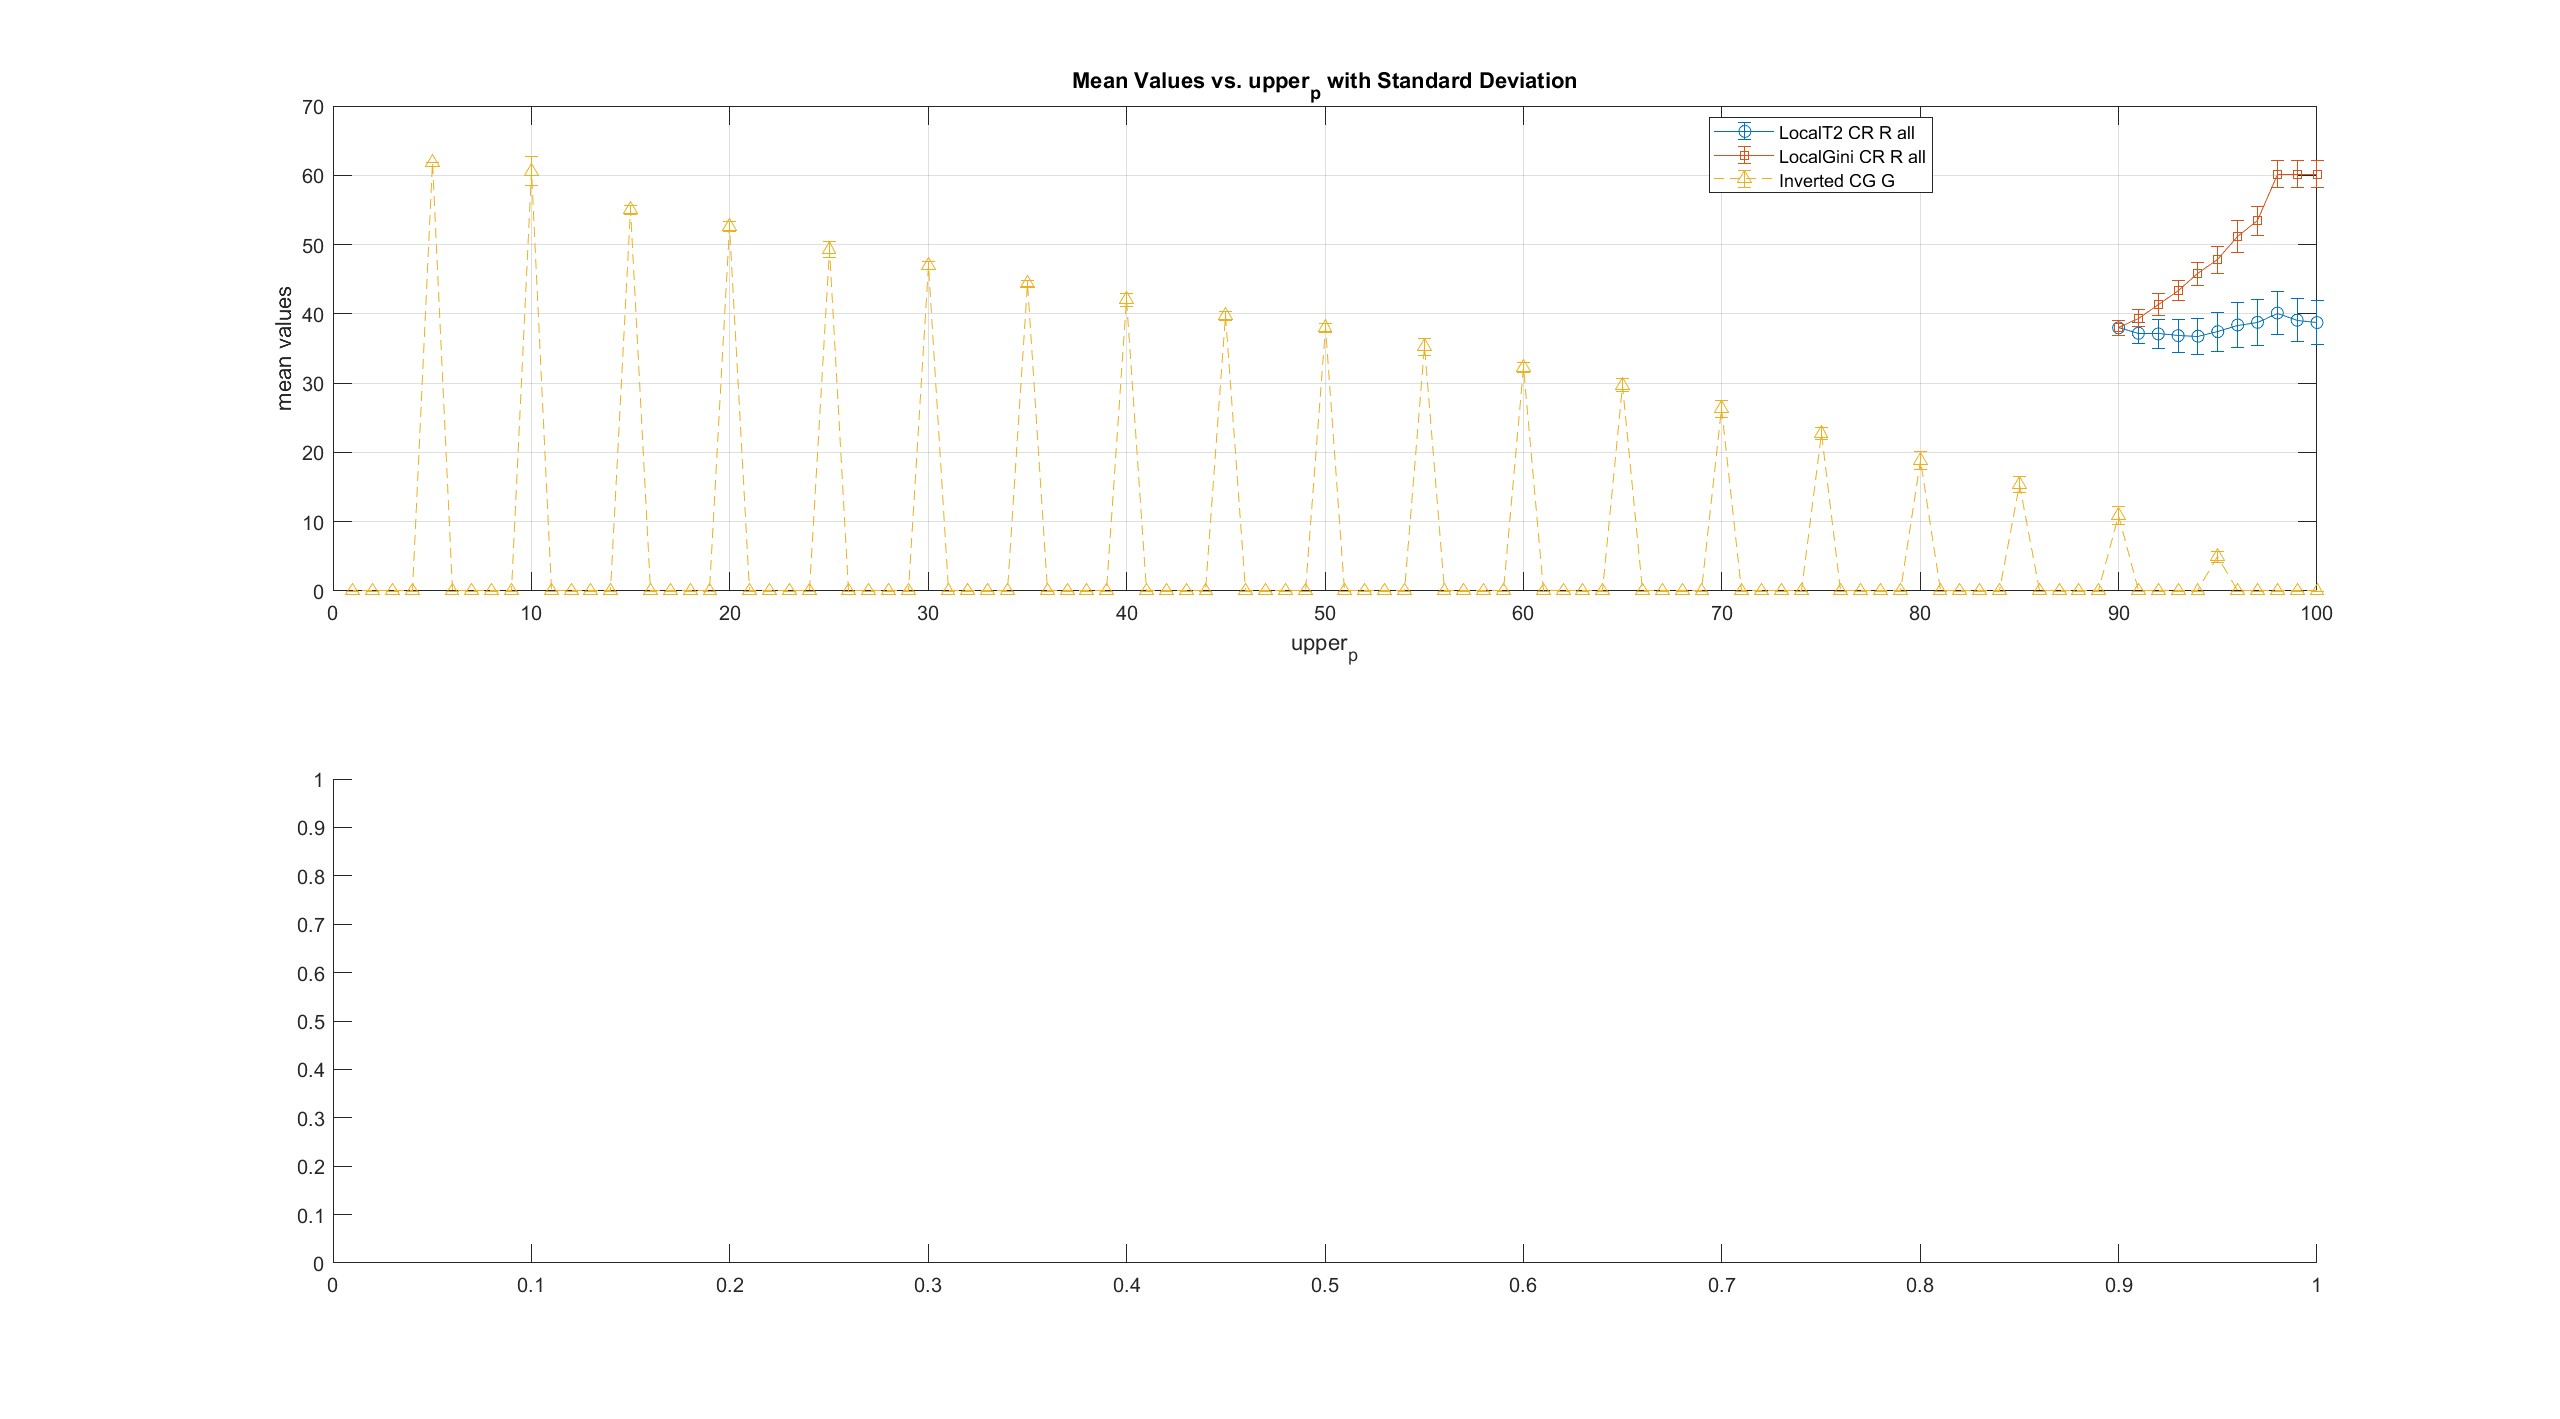 Mean Values vs. upper_p with Standard Deviation
70
60
50
40
30
20
10
0
mean values
LocalT2 CR R all
LocalGini CR R all
Inverted CG G
0 10 20 30 40 50 60 70 80 90 100
upper_p
1
0.9
0.8
0.7
0.6
0.5
0.4
0.3
0.2
0.1
0
0 0.1 0.2 0.3 0.4 0.5 0.6 0.7 0.8 0.9 1